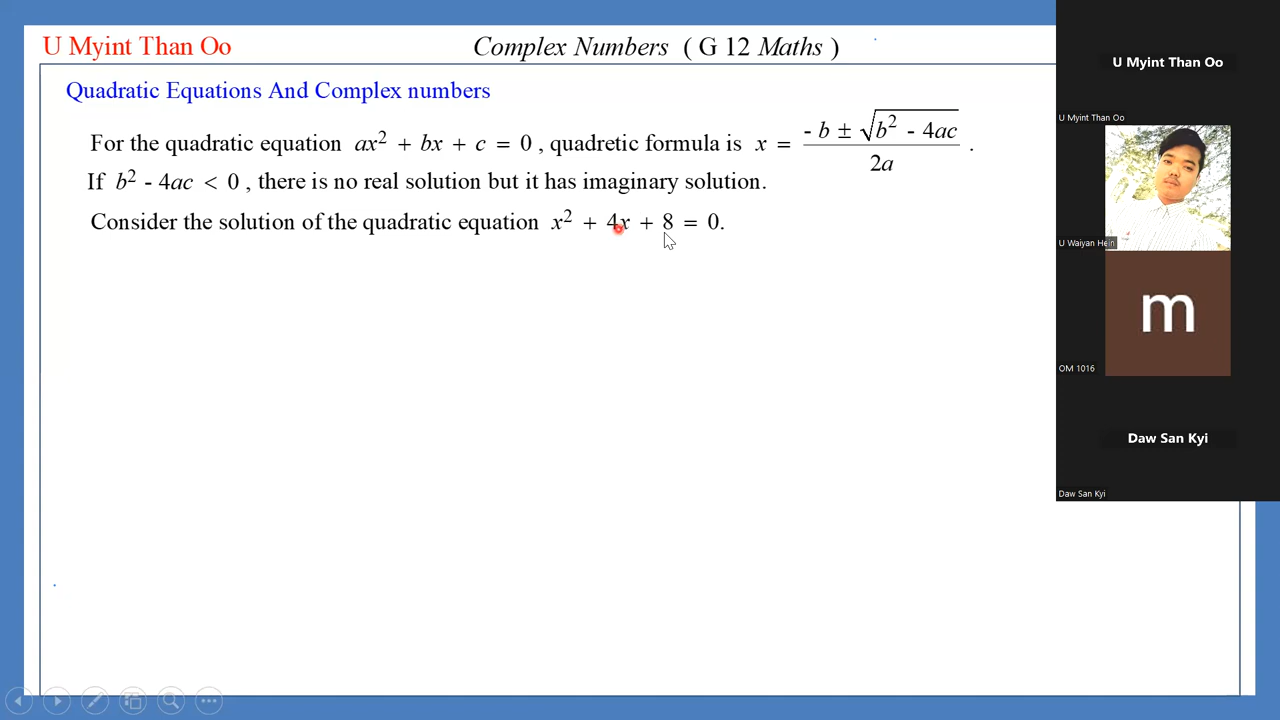 U Myint Than Oo
Complex Numbers ( G 12 Maths )
Quadratic Equations And Complex numbers
For the quadratic equation ax² + bx + c = 0 , quadretic formula is x = (- b ± √(b² - 4ac)) / 2a .
If b² - 4ac < 0 , there is no real solution but it has imaginary solution.
Consider the solution of the quadratic equation x² + 4x + 8 = 0.
U Myint Than Oo
U Myint Than Oo
U Waiyan Hein
m
OM 1016
Daw San Kyi
Daw San Kyi